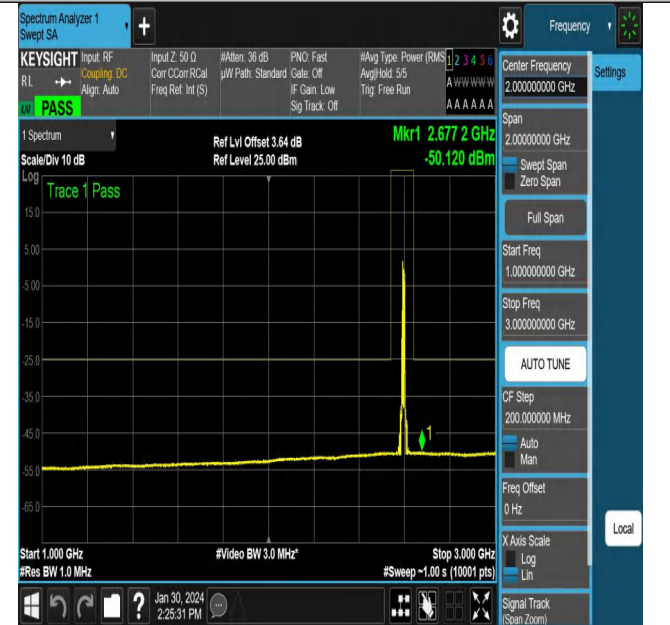 Spectrum Analyzer 1
Swept SA
+
Frequency
KEYSIGHT
RL
LXI PASS
Input: RF
Coupling: DC
Align: Auto
Input Z: 50 Ω
Corr CCorr RCal
Freq Ref: Int (S)
#Atten: 36 dB
µW Path: Standard
PNO: Fast
Gate: Off
IF Gain: Low
Sig Track: Off
#Avg Type: Power (RMS
Avg|Hold: 5/5
Trig: Free Run
1 2 3 4 5 6
A W W W W W
A A A A A A
1 Spectrum
Scale/Div 10 dB
Ref Lvl Offset 3.64 dB
Ref Level 25.00 dBm
Mkr1 2.677 2 GHz
-50.120 dBm
Log
Trace 1 Pass
15.0
5.00
-5.00
-15.0
-25.0
-35.0
-45.0
-55.0
-65.0
1
Start 1.000 GHz
#Res BW 1.0 MHz
#Video BW 3.0 MHz*
Stop 3.000 GHz
#Sweep ~1.00 s (10001 pts)
Center Frequency
2.000000000 GHz
Span
2.00000000 GHz
Swept Span
Zero Span
Full Span
Start Freq
1.000000000 GHz
Stop Freq
3.000000000 GHz
AUTO TUNE
CF Step
200.000000 MHz
Auto
Man
Freq Offset
0 Hz
X Axis Scale
Log
Lin
Signal Track
(Span Zoom)
Settings
Local
?
Jan 30, 2024
2:25:31 PM